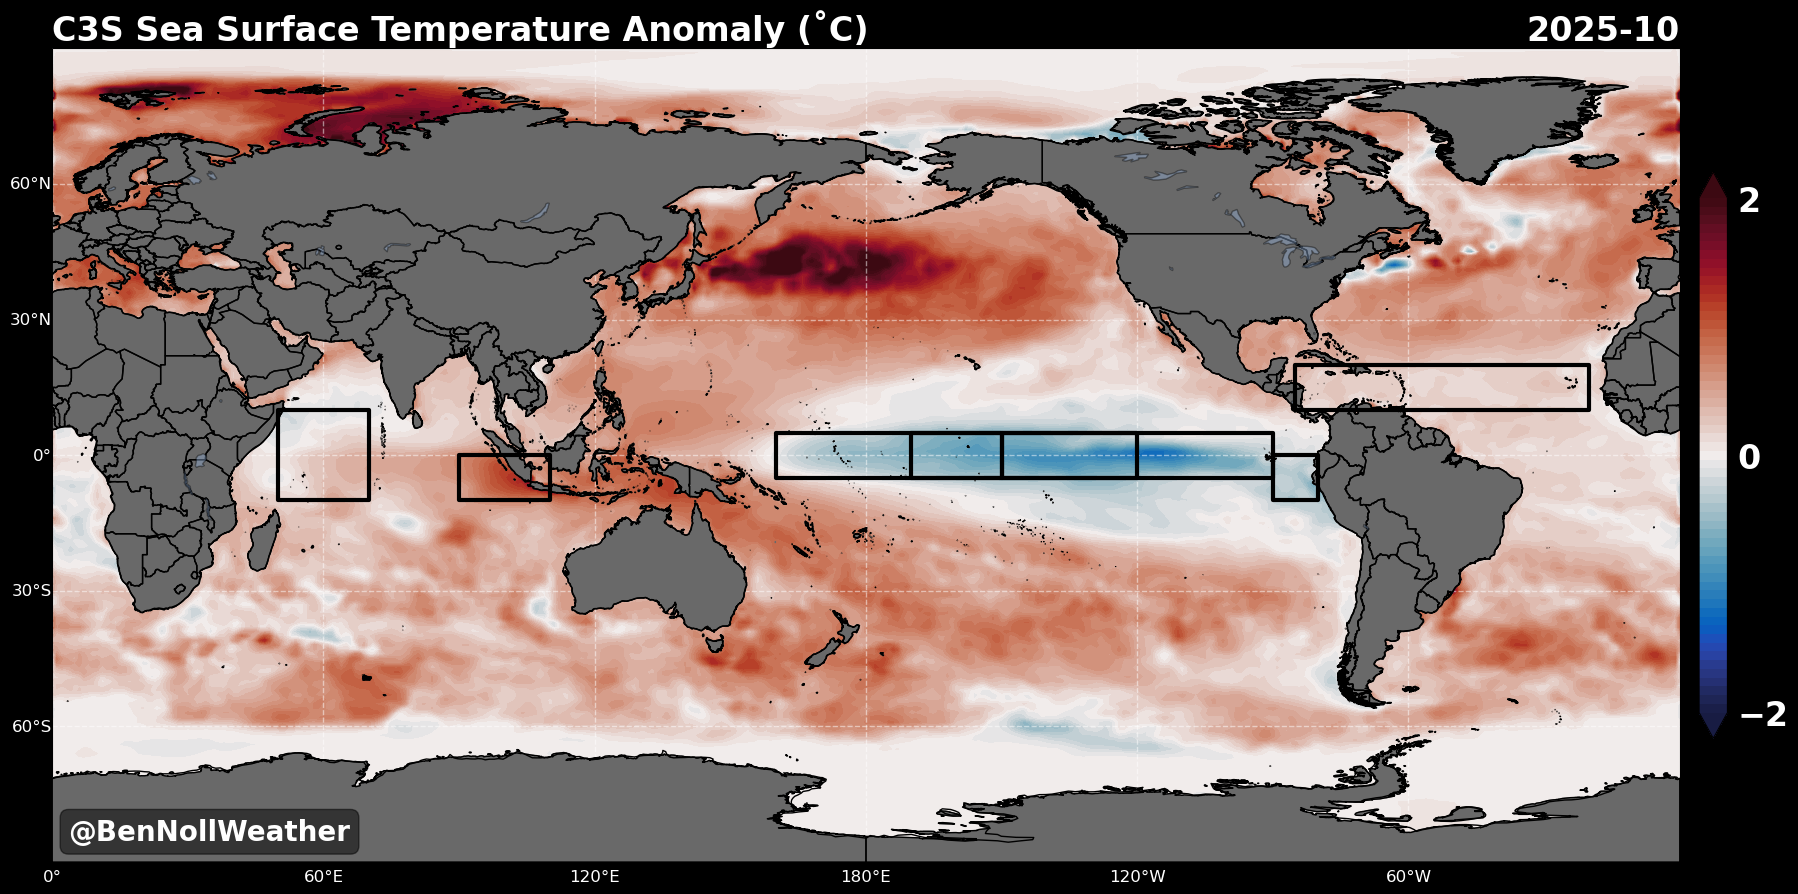 C3S Sea Surface Temperature Anomaly (˚C)
2025-10
60°N
30°N
0°
30°S
60°S
0°
60°E
120°E
180°E
120°W
60°W
2
0
−2
@BenNollWeather